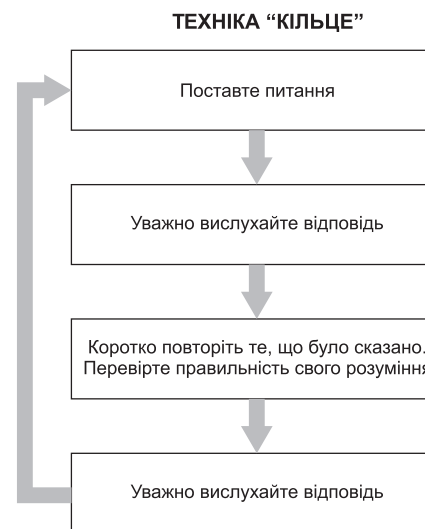 ТЕХНІКА “КІЛЬЦЕ”
Поставте питання
Уважно вислухайте відповідь
Коротко повторіть те, що було сказано.
Перевірте правильність свого розуміння
Уважно вислухайте відповідь